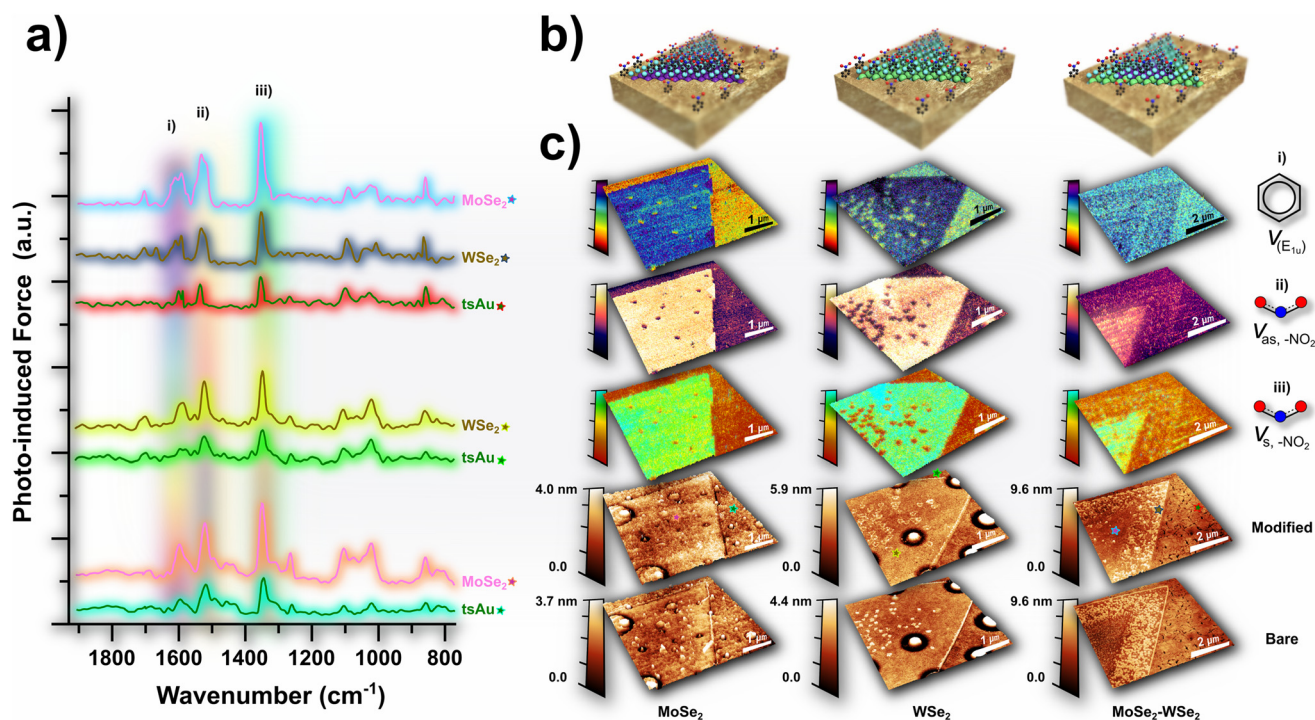 a)
b)
c)
i)
ii)
iii)
MoSe2
WSe2
tsAu
WSe2
tsAu
MoSe2
tsAu
Photo-induced Force (a.u.)
1800 1600 1400 1200 1000 800
Wavenumber (cm-1)
1 µm
1 µm
2 µm
i)
V(E1u)
1 µm
1 µm
2 µm
ii)
Vas, -NO2
1 µm
1 µm
2 µm
iii)
Vs, -NO2
4.0 nm
0.0
1 µm
5.9 nm
0.0
1 µm
9.6 nm
0.0
2 µm
Modified
3.7 nm
0.0
1 µm
4.4 nm
0.0
1 µm
9.6 nm
0.0
2 µm
Bare
MoSe2
WSe2
MoSe2-WSe2